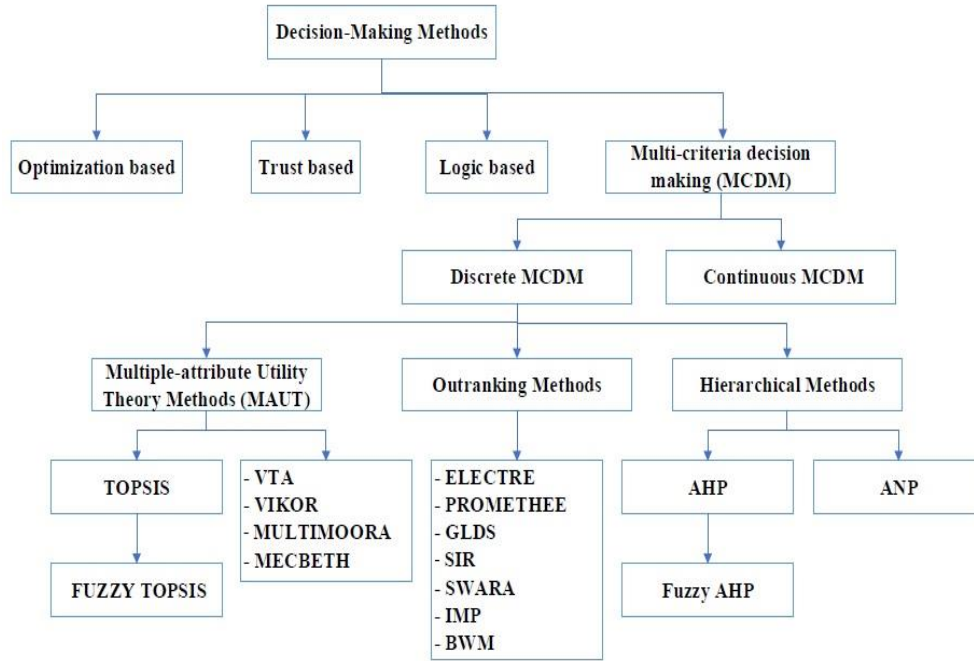 Decision-Making Methods
Optimization based
Trust based
Logic based
Multi-criteria decision
making (MCDM)
Discrete MCDM
Continuous MCDM
Multiple-attribute Utility
Theory Methods (MAUT)
Outranking Methods
Hierarchical Methods
TOPSIS
- VTA
- VIKOR
- MULTIMOORA
- MECBETH
- ELECTRE
- PROMETHEE
- GLDS
- SIR
- SWARA
- IMP
- BWM
AHP
ANP
FUZZY TOPSIS
Fuzzy AHP